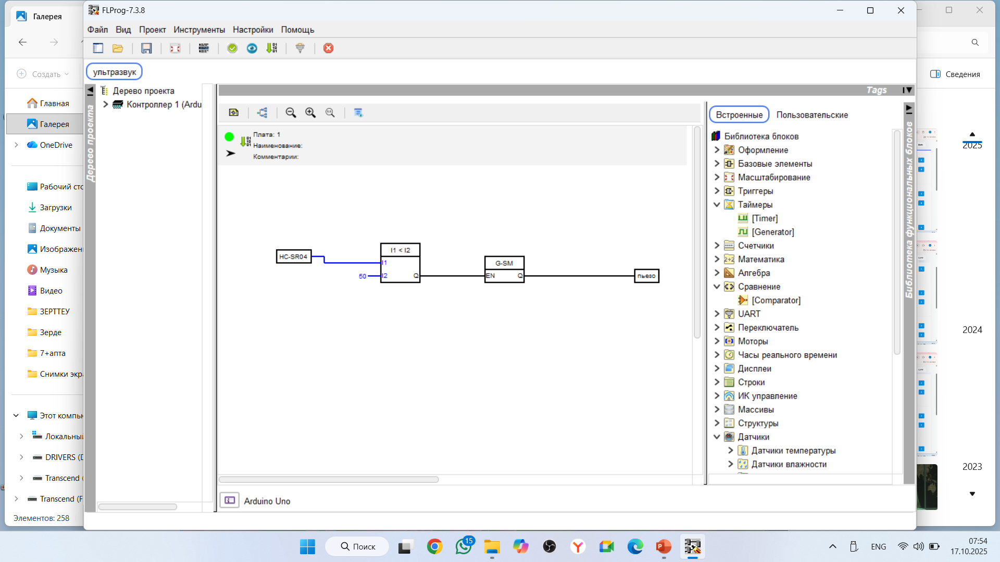 Галерея
FLProg-7.3.8
Файл Вид Проект Инструменты Настройки Помощь
Создать
Сведения
ультразвук
Tags
Дерево проекта
Дерево проекта
Контроллер 1 (Ardu
Главная
Галерея
OneDrive
Рабочий сто
Загрузки
Документы
Изображен
Музыка
Видео
ЗЕРТТЕУ
Зерде
7+апта
Снимки экра
Этот компь
Локальный
DRIVERS (D
Transcend (
Transcend (F
Элементов: 258
Плата: 1
Наименование:
Комментарии:
HC-SR04
I1 < I2
I1
50
I2
Q
G-SM
EN
Q
пьезо
Arduino Uno
Встроенные Пользовательские
Библиотека функциональных блоков
Библиотека блоков
Оформление
Базовые элементы
Масштабирование
Триггеры
Таймеры
[Timer]
[Generator]
Счетчики
Математика
Алгебра
Сравнение
[Comparator]
UART
Переключатель
Моторы
Часы реального времени
Дисплеи
Строки
ИК управление
Массивы
Структуры
Датчики
Датчики температуры
Датчики влажности
2025
2024
2023
Поиск
15
ENG
07:54
17.10.2025